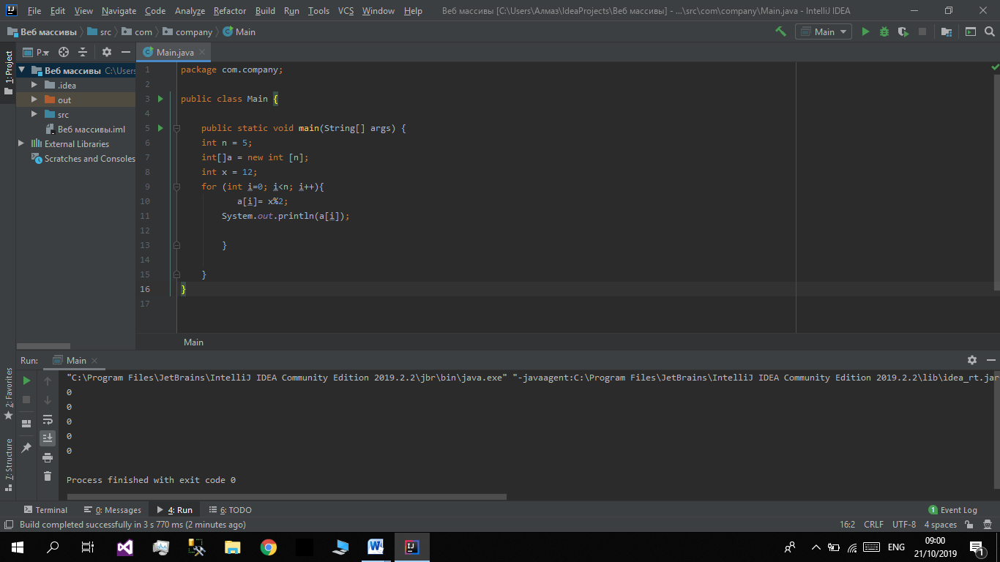 File Edit View Navigate Code Analyze Refactor Build Run Tools VCS Window Help Веб массивы [C:\Users\Алмаз\IdeaProjects\Веб массивы] - ...\src\com\company\Main.java - IntelliJ IDEA
Веб массивы src com company Main Main
P.. Main.java
1: Project
Веб массивы C:\Users
.idea
out
src
Веб массивы.iml
External Libraries
Scratches and Consoles
1 package com.company;
2
3 public class Main {
4
5 public static void main(String[] args) {
6 int n = 5;
7 int[]a = new int [n];
8 int x = 12;
9 for (int i=0; i<n; i++){
10 a[i]= x%2;
11 System.out.println(a[i]);
12
13 }
14
15 }
16 }
17
Main
Run: Main
2: Favorites
7: Structure
"C:\Program Files\JetBrains\IntelliJ IDEA Community Edition 2019.2.2\jbr\bin\java.exe" "-javaagent:C:\Program Files\JetBrains\IntelliJ IDEA Community Edition 2019.2.2\lib\idea_rt.jar
0
0
0
0
0
Process finished with exit code 0
Terminal 0: Messages 4: Run 6: TODO 1 Event Log
Build completed successfully in 3 s 770 ms (2 minutes ago) 16:2 CRLF UTF-8 4 spaces
ENG 09:00
21/10/2019 1